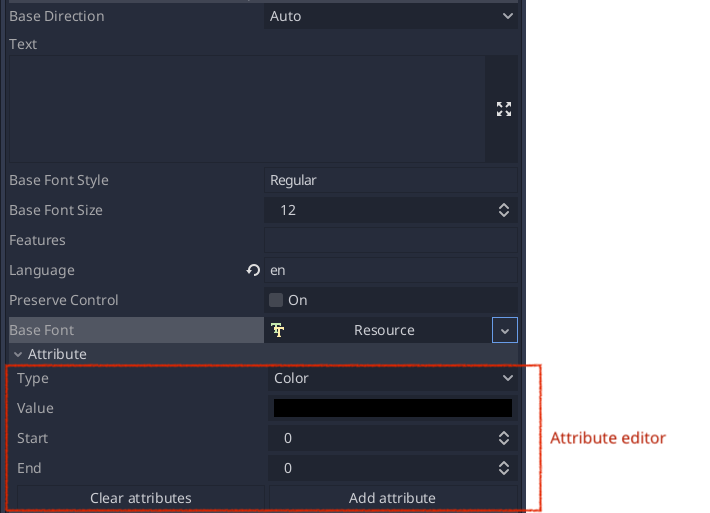 Base Direction Auto
Text
Base Font Style Regular
Base Font Size 12
Features
Language en
Preserve Control On
Base Font Resource
Attribute
Type Color
Value
Start 0
End 0
Clear attributes Add attribute
Attribute editor